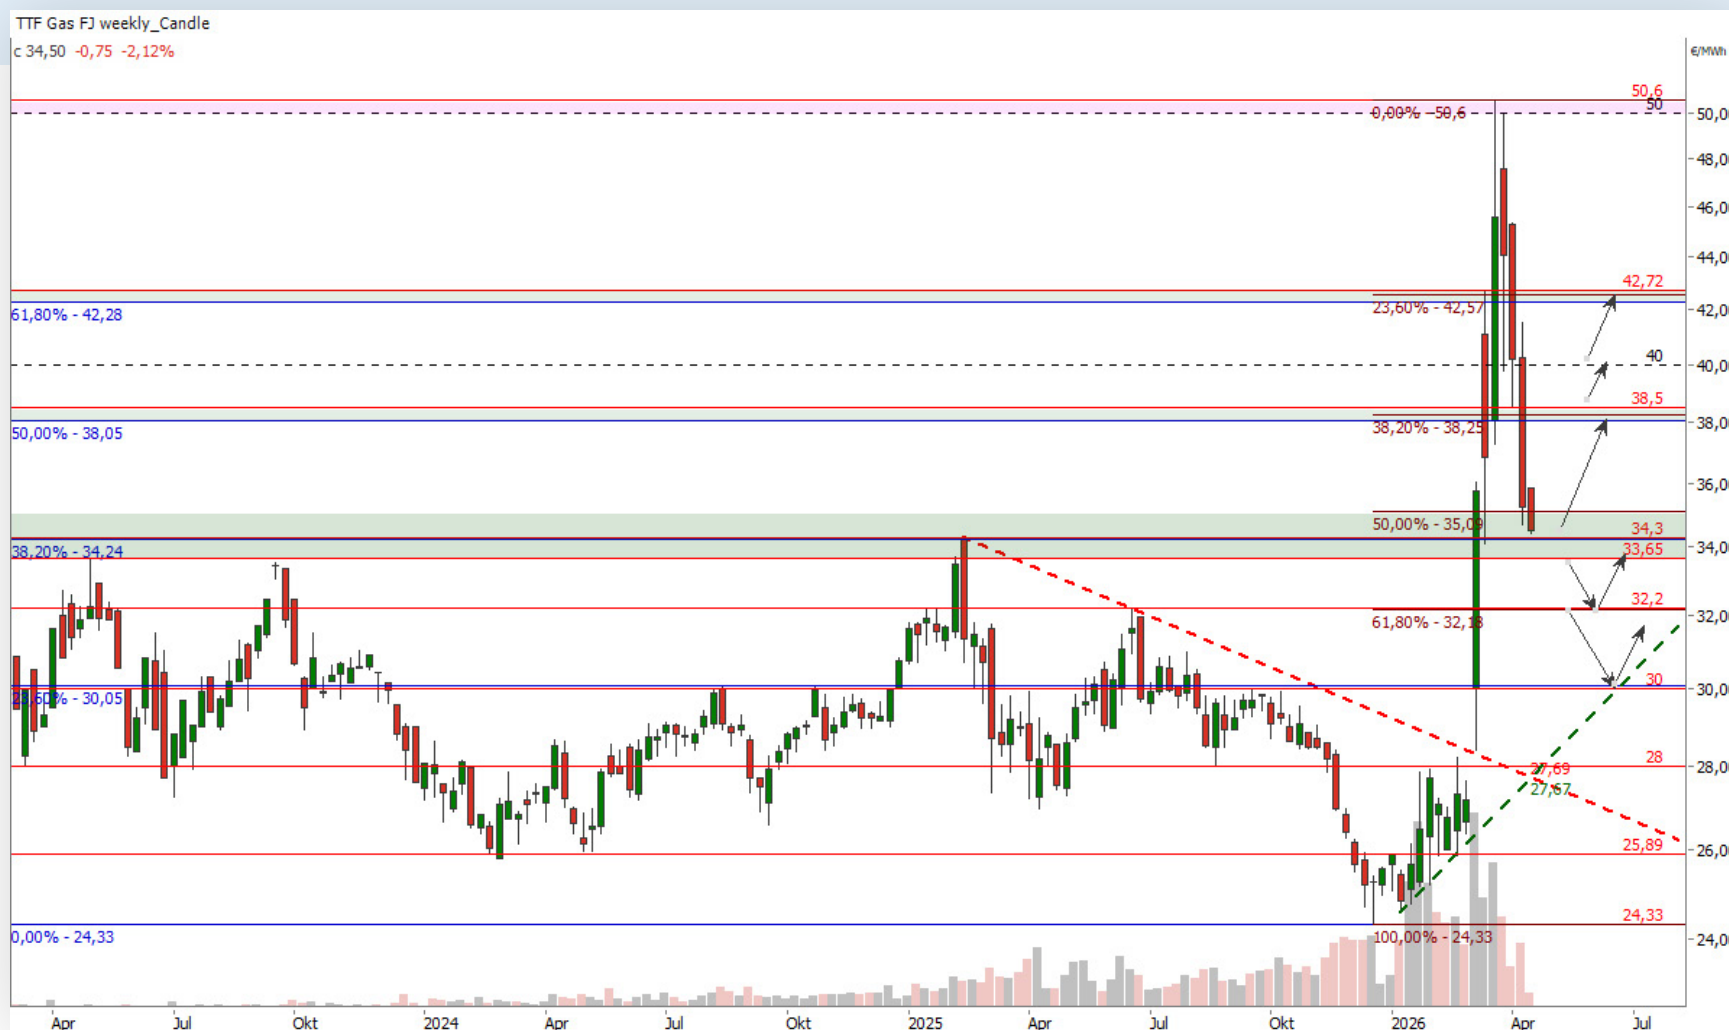 TTF Gas FJ weekly_Candle
c 34,50 -0,75 -2,12%
€/MWh
50,6
50
0,00% - 50,6
50,0
48,0
46,0
44,0
42,72
23,60% - 42,57
61,80% - 42,28
42,0
40
40,0
38,5
38,20% - 38,25
50,00% - 38,05
38,0
36,0
50,00% - 35,09
34,3
38,20% - 34,24
33,65
34,0
32,2
61,80% - 32,18
32,0
23,60% - 30,05
30
30,0
28
28,0
27,69
27,67
25,89
26,0
24,33
0,00% - 24,33
100,00% - 24,33
24,0
Apr Jul Okt 2024 Apr Jul Okt 2025 Apr Jul Okt 2026 Apr Jul